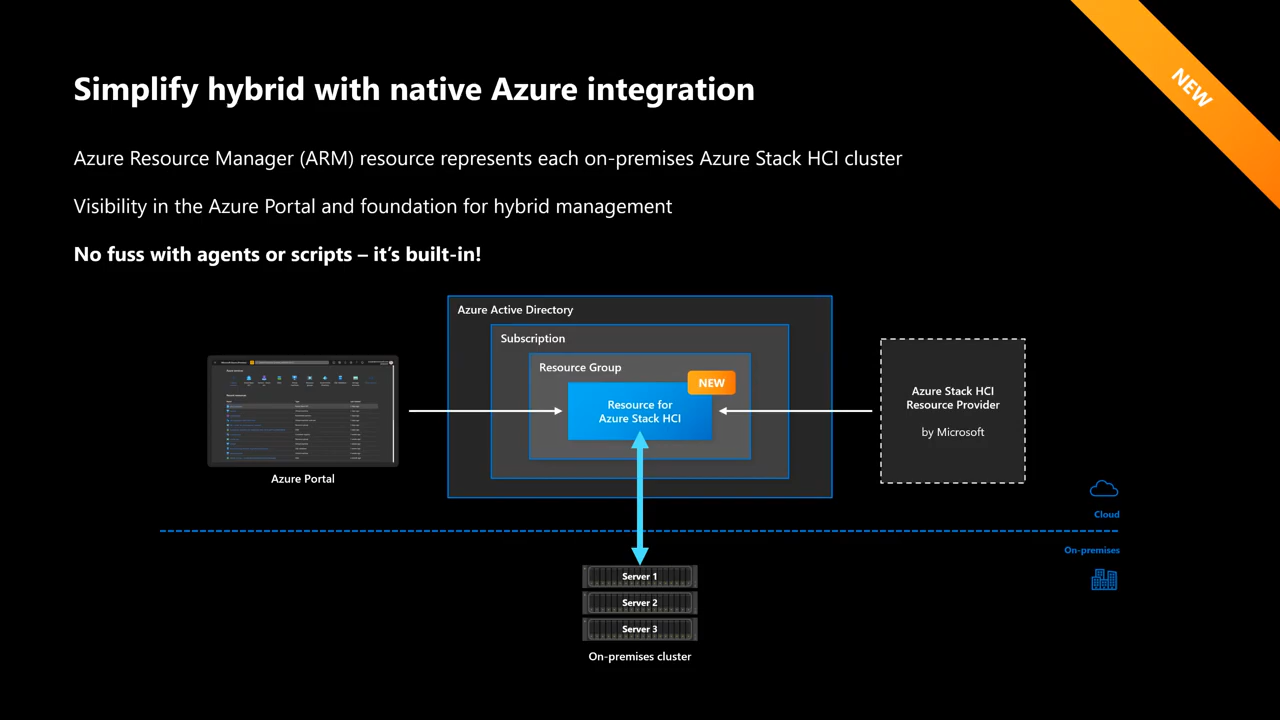 NEW
Simplify hybrid with native Azure integration
Azure Resource Manager (ARM) resource represents each on-premises Azure Stack HCI cluster
Visibility in the Azure Portal and foundation for hybrid management
No fuss with agents or scripts – it’s built-in!
Azure Active Directory
Subscription
Resource Group
NEW
Resource for
Azure Stack HCI
Azure Stack HCI
Resource Provider
by Microsoft
Azure Portal
Cloud
On-premises
Server 1
Server 2
Server 3
On-premises cluster